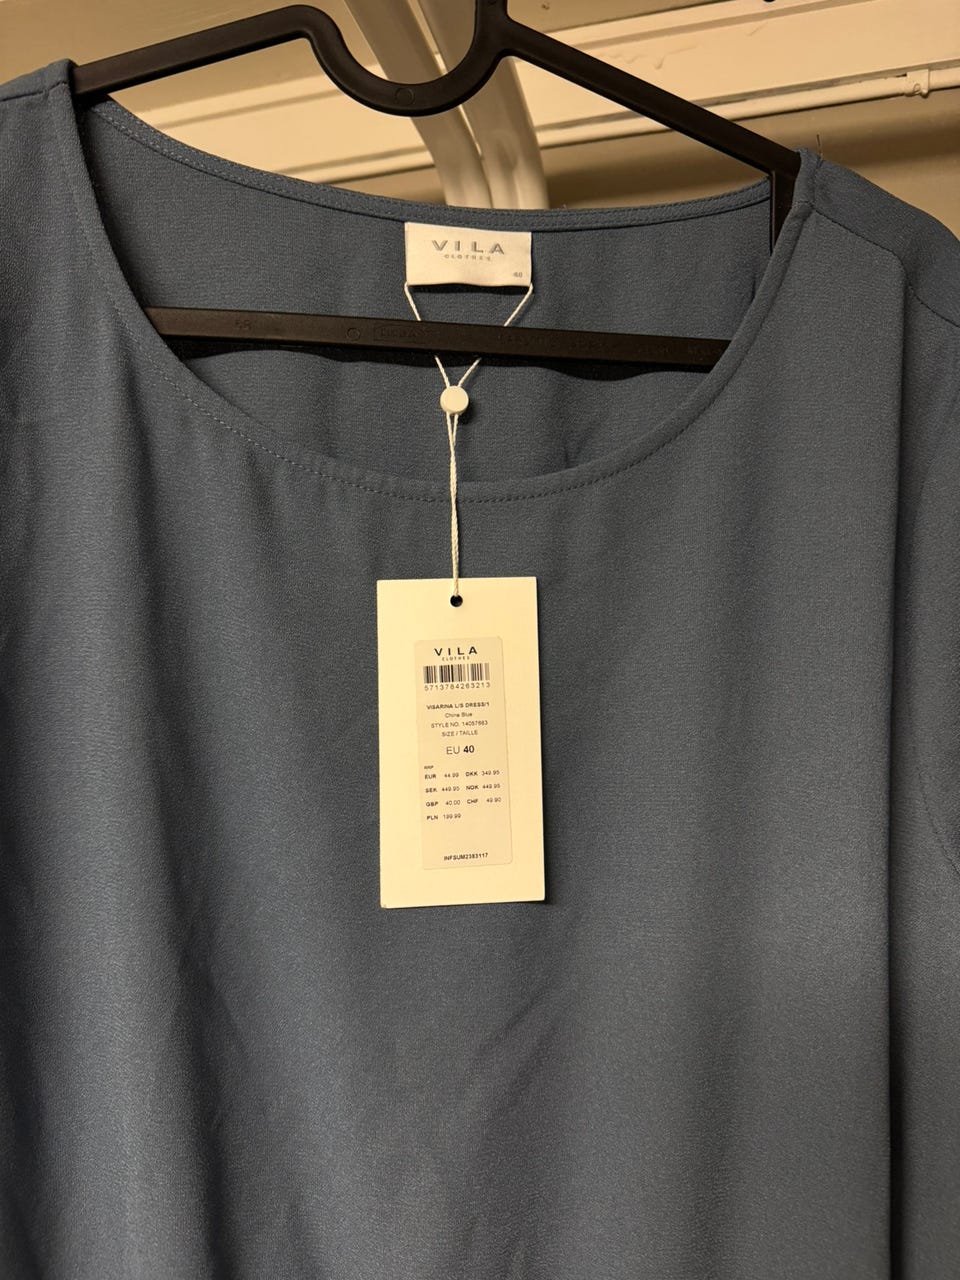 VILA
CLOTHES
40
VILA
CLOTHES
5713784263213
VISARINA L/S DRESS/1
China Blue
STYLE NO. 14057883
SIZE / TAILLE
EU 40
RRP
EUR 44.99 DKK 349.95
SEK 449.95 NOK 449.95
GBP 40.00 CHF 49.90
PLN 199.99
INFSUM2383117